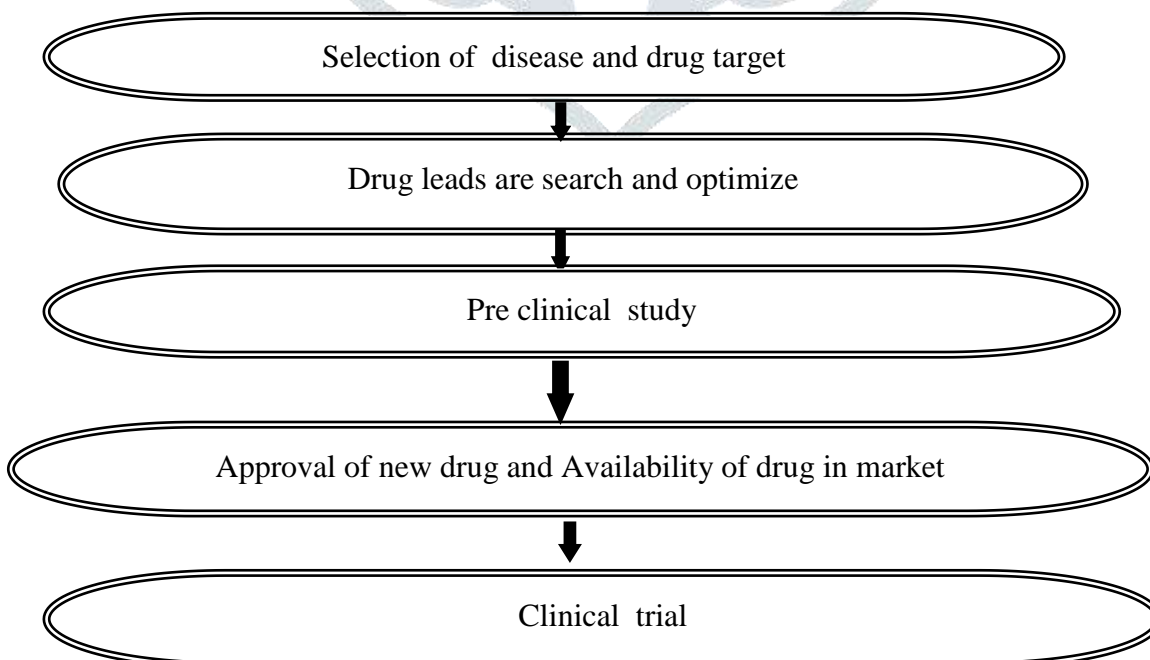 Selection of  disease and drug target
Drug leads are search and optimize
Pre clinical  study
Approval of new drug and Availability of drug in market
Clinical  trial